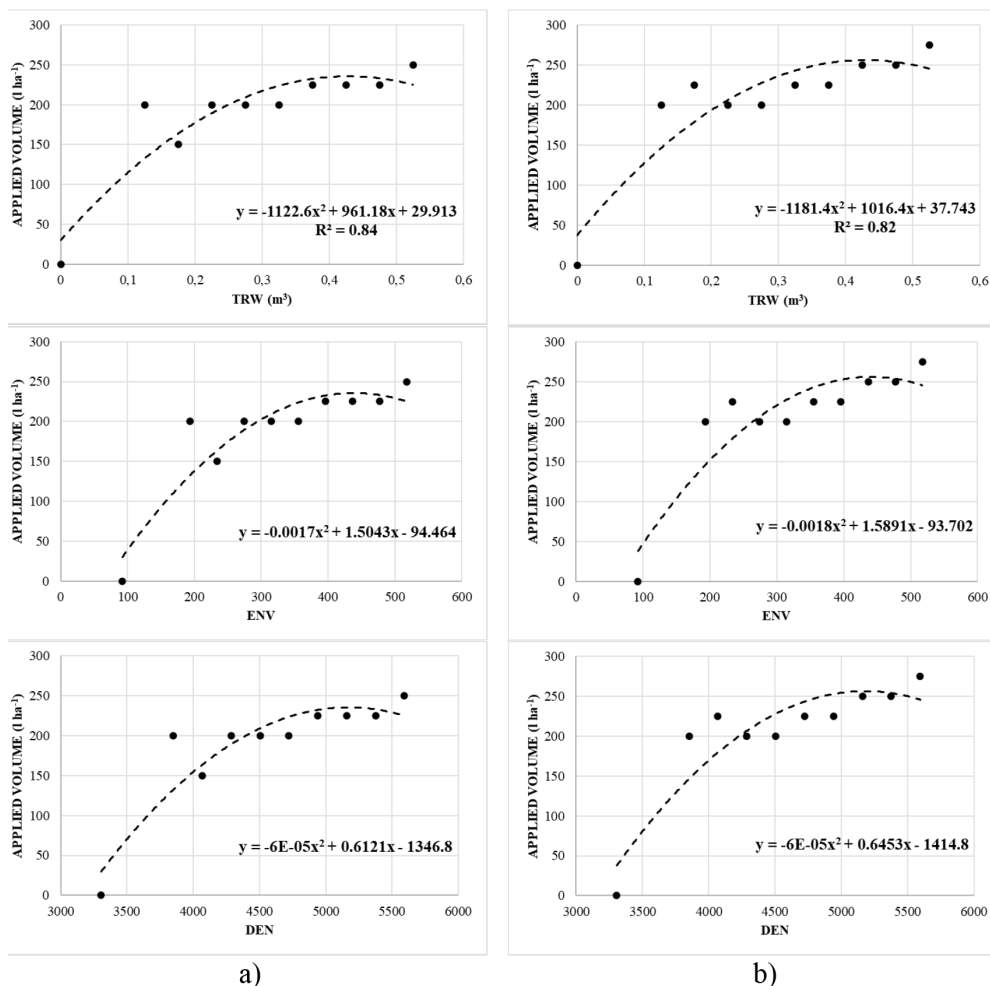 300
250
200
150
100
50
0
APPLIED VOLUME (l ha⁻¹)
y = -1122.6x² + 961.18x + 29.913
R² = 0.84
0 0,1 0,2 0,3 0,4 0,5 0,6
TRW (m³)
300
250
200
150
100
50
0
APPLIED VOLUME (l ha⁻¹)
y = -1181.4x² + 1016.4x + 37.743
R² = 0.82
0 0,1 0,2 0,3 0,4 0,5 0,6
TRW (m³)
300
250
200
150
100
50
0
APPLIED VOLUME (l ha⁻¹)
y = -0.0017x² + 1.5043x - 94.464
0 100 200 300 400 500 600
ENV
300
250
200
150
100
50
0
APPLIED VOLUME (l ha⁻¹)
y = -0.0018x² + 1.5891x - 93.702
0 100 200 300 400 500 600
ENV
300
250
200
150
100
50
0
APPLIED VOLUME (l ha⁻¹)
y = -6E-05x² + 0.6121x - 1346.8
3000 3500 4000 4500 5000 5500 6000
DEN
300
250
200
150
100
50
0
APPLIED VOLUME (l ha⁻¹)
y = -6E-05x² + 0.6453x - 1414.8
3000 3500 4000 4500 5000 5500 6000
DEN
a)
b)